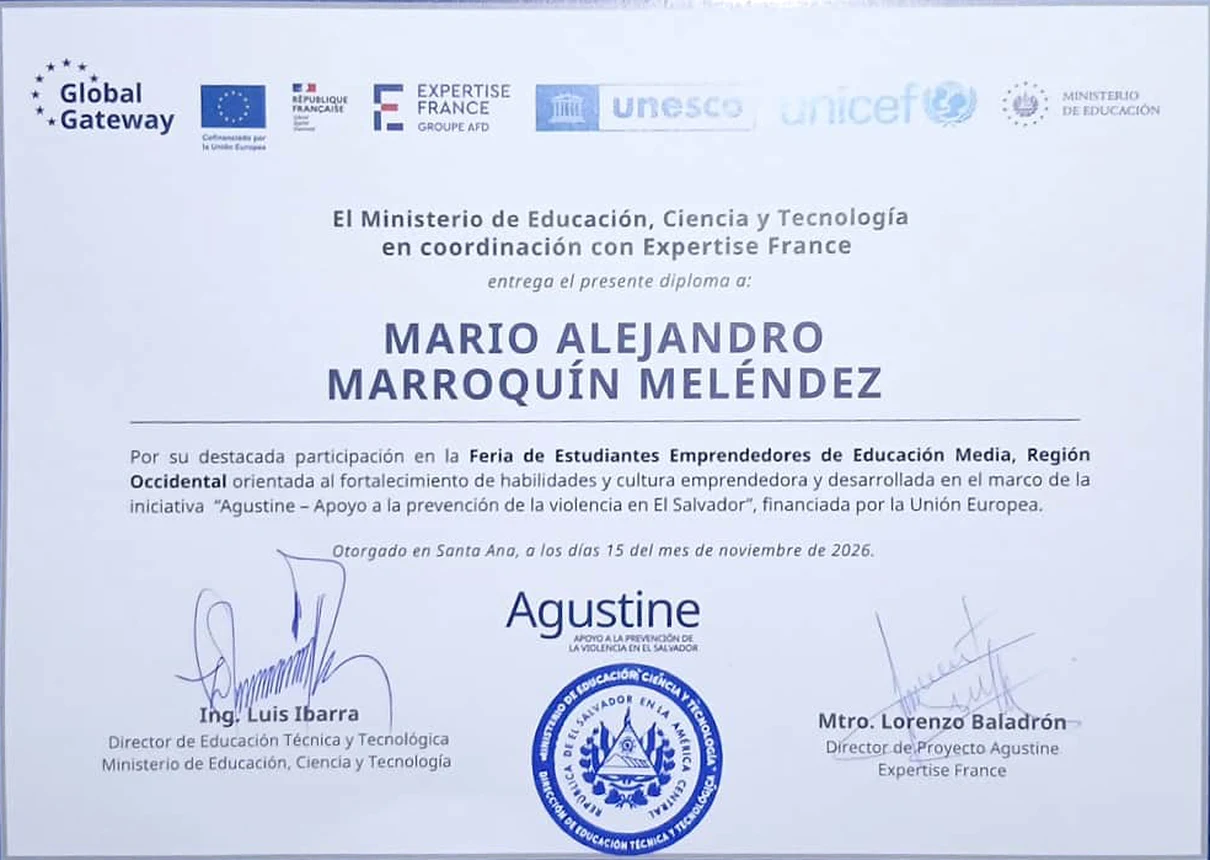 Global
Gateway
Cofinanciado por
la Unión Europea
RÉPUBLIQUE
FRANÇAISE
EXPERTISE
FRANCE
GROUPE AFD
unesco
unicef
MINISTERIO
DE EDUCACIÓN
El Ministerio de Educación, Ciencia y Tecnología
en coordinación con Expertise France
entrega el presente diploma a:
MARIO ALEJANDRO
MARROQUÍN MELÉNDEZ
Por su destacada participación en la Feria de Estudiantes Emprendedores de Educación Media, Región
Occidental orientada al fortalecimiento de habilidades y cultura emprendedora y desarrollada en el marco de la
iniciativa “Agustine – Apoyo a la prevención de la violencia en El Salvador”, financiada por la Unión Europea.
Otorgado en Santa Ana, a los días 15 del mes de noviembre de 2026.
Agustine
APOYO A LA PREVENCIÓN DE
LA VIOLENCIA EN EL SALVADOR
Ing. Luis Ibarra
Director de Educación Técnica y Tecnológica
Ministerio de Educación, Ciencia y Tecnología
MINISTERIO DE EDUCACIÓN CIENCIA Y TECNOLOGÍA
REPÚBLICA DE EL SALVADOR EN LA AMÉRICA CENTRAL
DIRECCIÓN DE EDUCACIÓN TÉCNICA Y TECNOLÓGICA
Mtro. Lorenzo Baladrón
Director de Proyecto Agustine
Expertise France